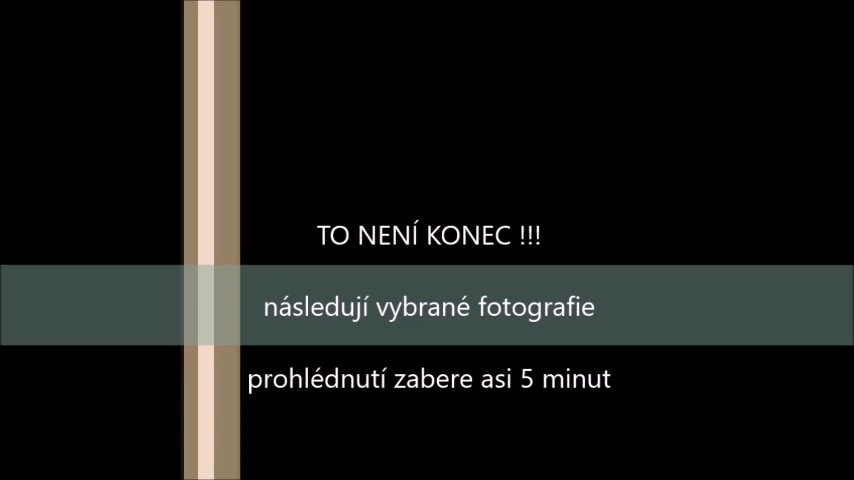 TO NENÍ KONEC !!!
následují vybrané fotografie
prohlédnutí zabere asi 5 minut